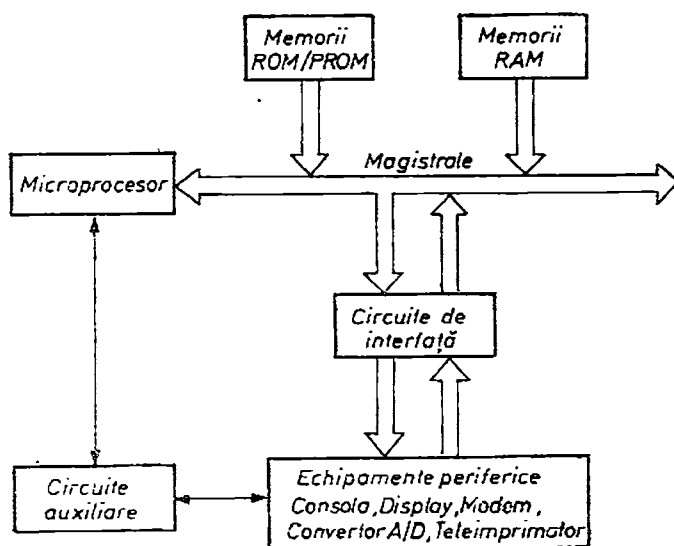 Memorii
ROM/PROM
Memorii
RAM
Magistrale
Microprocesor
Circuite de
interfață
Circuite
auxiliare
Echipamente periferice
Consola, Display, Modem,
Convertor A/D, Teleimprimator